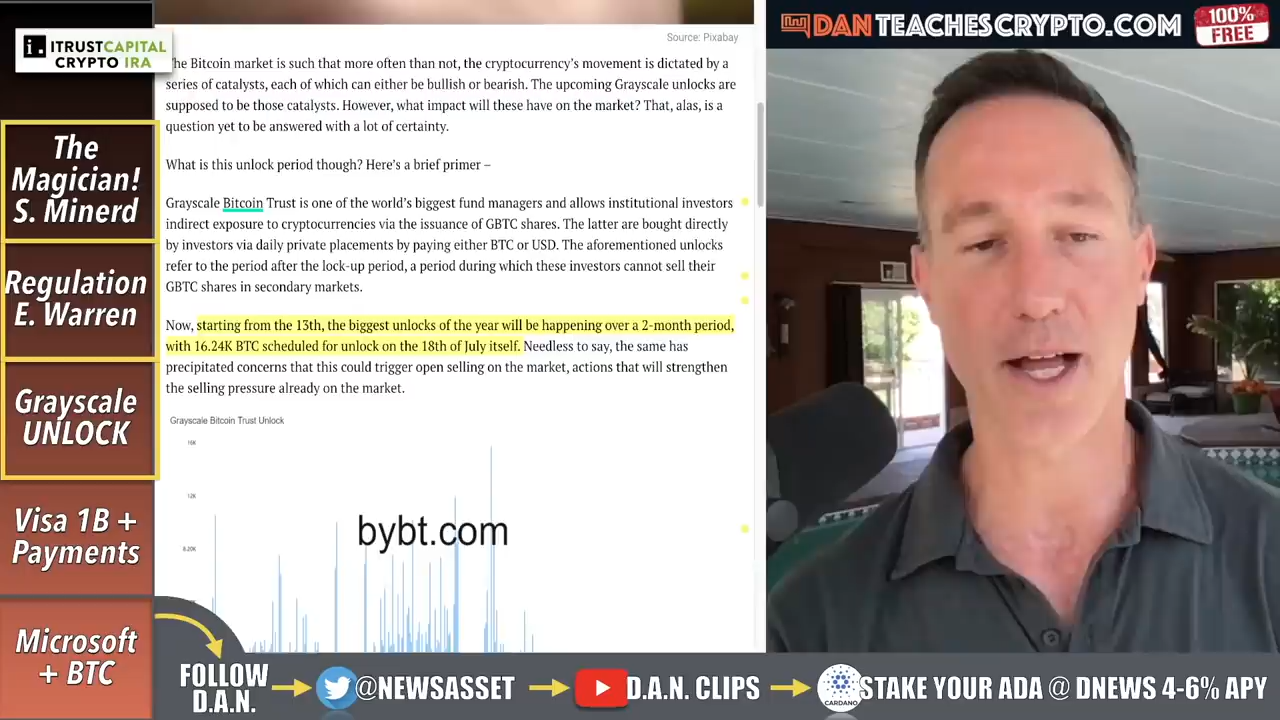 i. ITRUSTCAPITAL
CRYPTO IRA
The
Magician!
S. Minerd
Regulation
E. Warren
Grayscale
UNLOCK
Visa 1B +
Payments
Microsoft
+ BTC
Source: Pixabay
The Bitcoin market is such that more often than not, the cryptocurrency's movement is dictated by a
series of catalysts, each of which can either be bullish or bearish. The upcoming Grayscale unlocks are
supposed to be those catalysts. However, what impact will these have on the market? That, alas, is a
question yet to be answered with a lot of certainty.
What is this unlock period though? Here's a brief primer –
Grayscale Bitcoin Trust is one of the world's biggest fund managers and allows institutional investors
indirect exposure to cryptocurrencies via the issuance of GBTC shares. The latter are bought directly
by investors via daily private placements by paying either BTC or USD. The aforementioned unlocks
refer to the period after the lock-up period, a period during which these investors cannot sell their
GBTC shares in secondary markets.
Now, starting from the 13th, the biggest unlocks of the year will be happening over a 2-month period,
with 16.24K BTC scheduled for unlock on the 18th of July itself. Needless to say, the same has
precipitated concerns that this could trigger open selling on the market, actions that will strengthen
the selling pressure already on the market.
Grayscale Bitcoin Trust Unlock
16K
12K
8.20K
bybt.com
DANTEACHESCRYPTO.COM
100%
FREE
FOLLOW
D.A.N.
@NEWSASSET
D.A.N. CLIPS
CARDANO
STAKE YOUR ADA @ DNEWS 4-6% APY